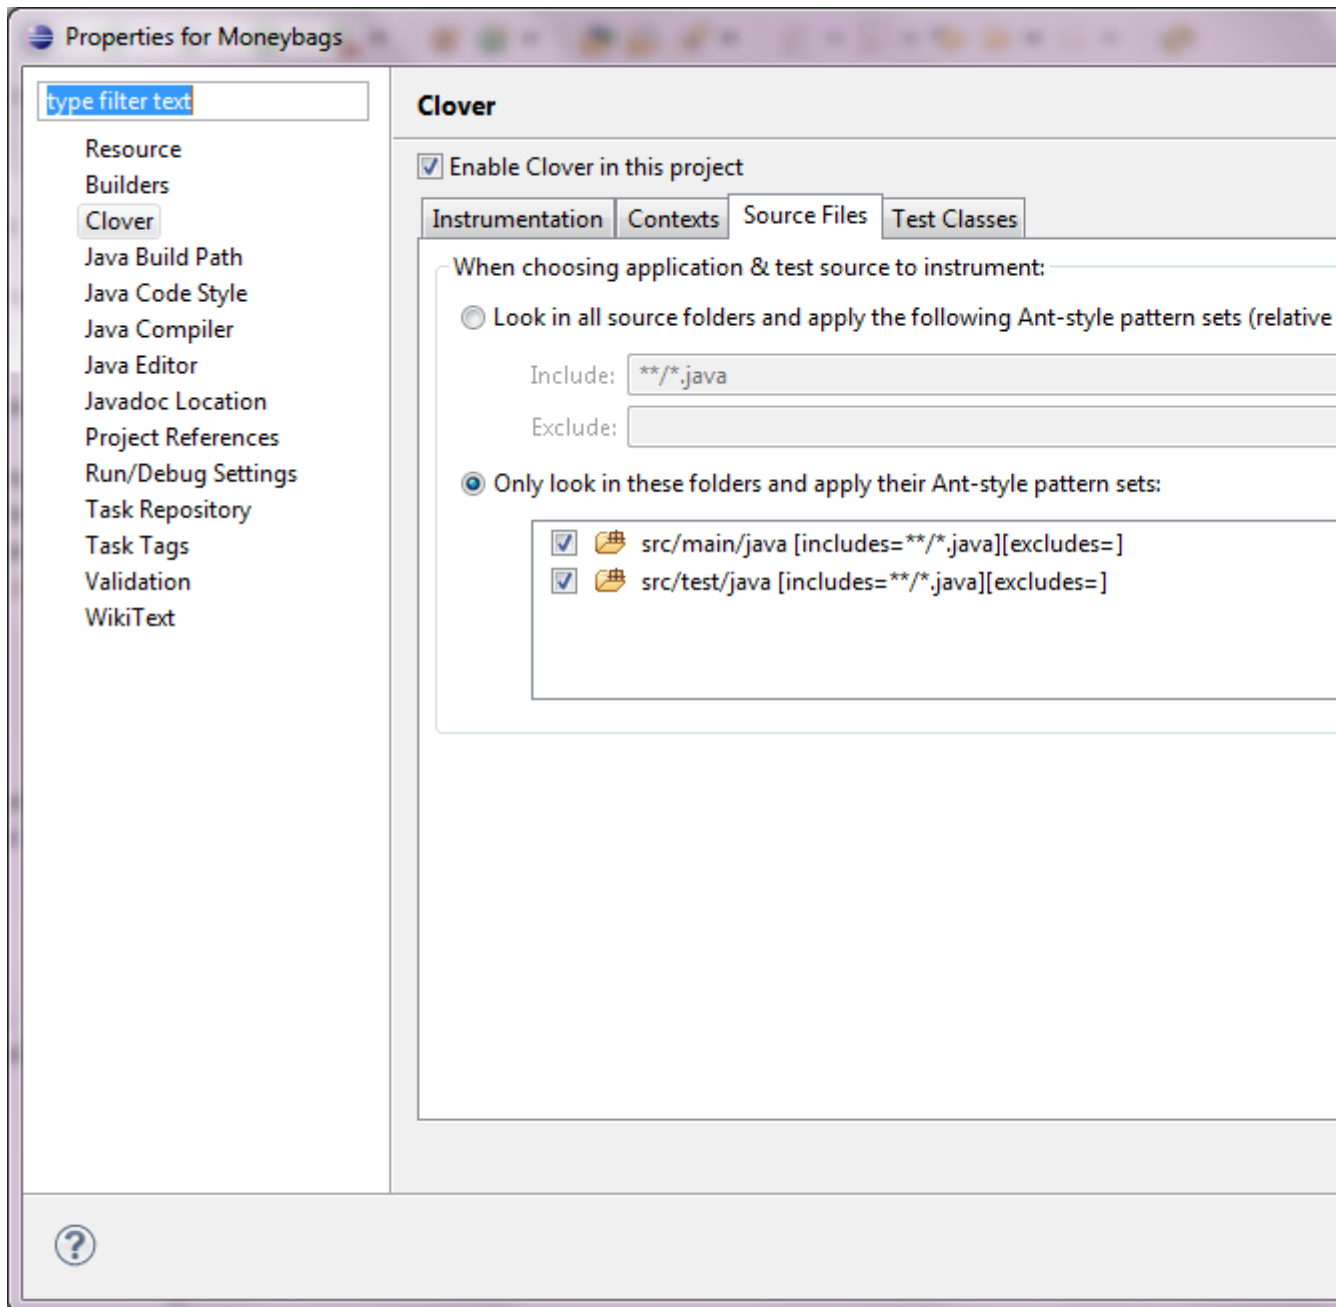 Properties for Moneybags
type filter text
Resource
Builders
Clover
Java Build Path
Java Code Style
Java Compiler
Java Editor
Javadoc Location
Project References
Run/Debug Settings
Task Repository
Task Tags
Validation
WikiText
Clover
Enable Clover in this project
Instrumentation Contexts Source Files Test Classes
When choosing application & test source to instrument:
Look in all source folders and apply the following Ant-style pattern sets (relative
Include: **/*.java
Exclude:
Only look in these folders and apply their Ant-style pattern sets:
src/main/java [includes=**/*.java][excludes=]
src/test/java [includes=**/*.java][excludes=]
?